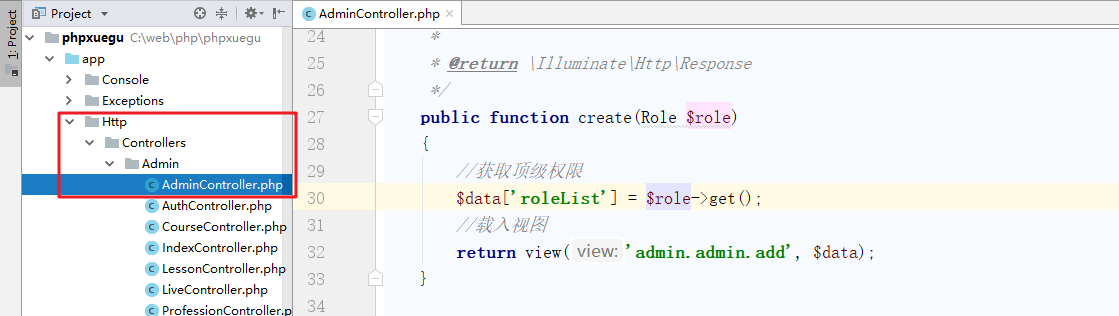 1: Project
Project
phpxuegu C:\web\php\phpxuegu
app
Console
Exceptions
Http
Controllers
Admin
AdminController.php
AuthController.php
CourseController.php
IndexController.php
LessonController.php
LiveController.php
ProfessionController.p
AdminController.php ×
24 *
25 * @return \Illuminate\Http\Response
26 */
27 public function create(Role $role)
28 {
29 //获取顶级权限
30 $data['roleList'] = $role->get();
31 //载入视图
32 return view( view: 'admin.admin.add', $data);
33 }
34